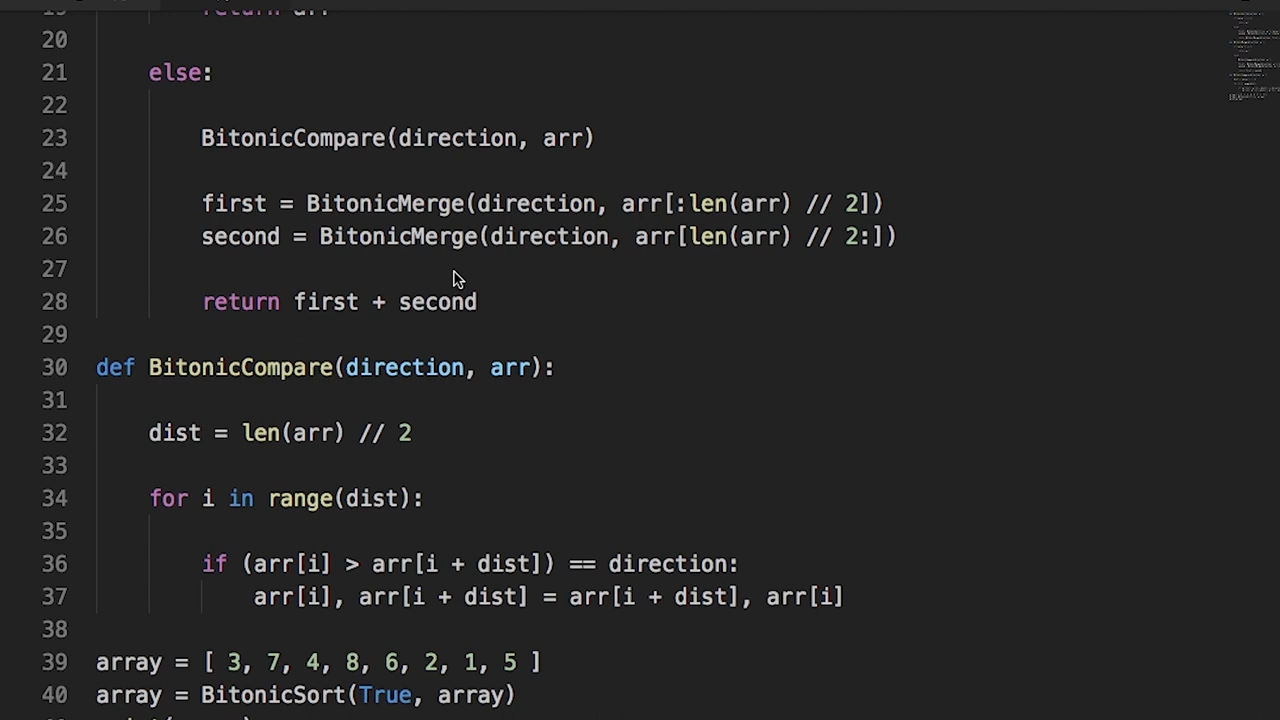 20
21 else:
22
23 BitonicCompare(direction, arr)
24
25 first = BitonicMerge(direction, arr[:len(arr) // 2])
26 second = BitonicMerge(direction, arr[len(arr) // 2:])
27
28 return first + second
29
30 def BitonicCompare(direction, arr):
31
32 dist = len(arr) // 2
33
34 for i in range(dist):
35
36 if (arr[i] > arr[i + dist]) == direction:
37 arr[i], arr[i + dist] = arr[i + dist], arr[i]
38
39 array = [ 3, 7, 4, 8, 6, 2, 1, 5 ]
40 array = BitonicSort(True, array)